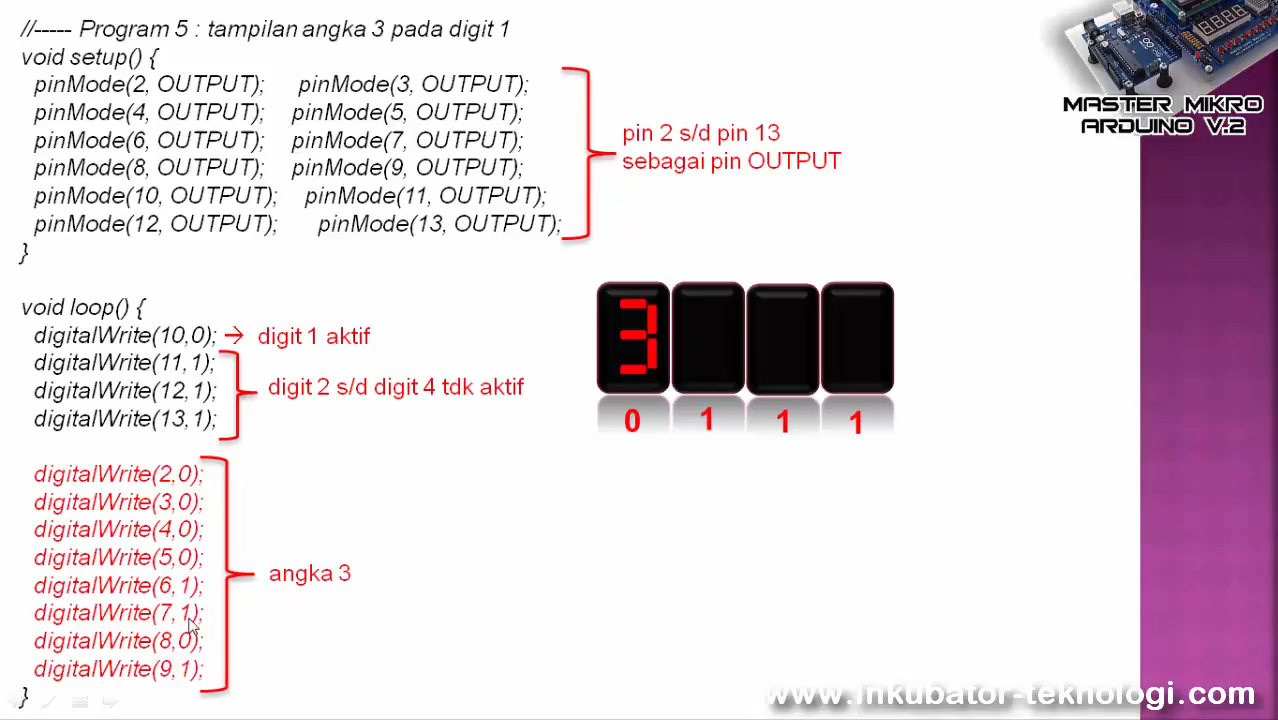 //----- Program 5 : tampilan angka 3 pada digit 1
void setup() {
pinMode(2, OUTPUT); pinMode(3, OUTPUT);
pinMode(4, OUTPUT); pinMode(5, OUTPUT);
pinMode(6, OUTPUT); pinMode(7, OUTPUT);
pinMode(8, OUTPUT); pinMode(9, OUTPUT);
pinMode(10, OUTPUT); pinMode(11, OUTPUT);
pinMode(12, OUTPUT); pinMode(13, OUTPUT);
}
pin 2 s/d pin 13
sebagai pin OUTPUT
MASTER MIKRO
ARDUINO V.2
void loop() {
digitalWrite(10,0); → digit 1 aktif
digitalWrite(11,1);
digitalWrite(12,1);
digitalWrite(13,1);
digit 2 s/d digit 4 tdk aktif
3
0 1 1 1
digitalWrite(2,0);
digitalWrite(3,0);
digitalWrite(4,0);
digitalWrite(5,0);
digitalWrite(6,1);
digitalWrite(7,1);
digitalWrite(8,0);
digitalWrite(9,1);
angka 3
}
www.inkubator-teknologi.com